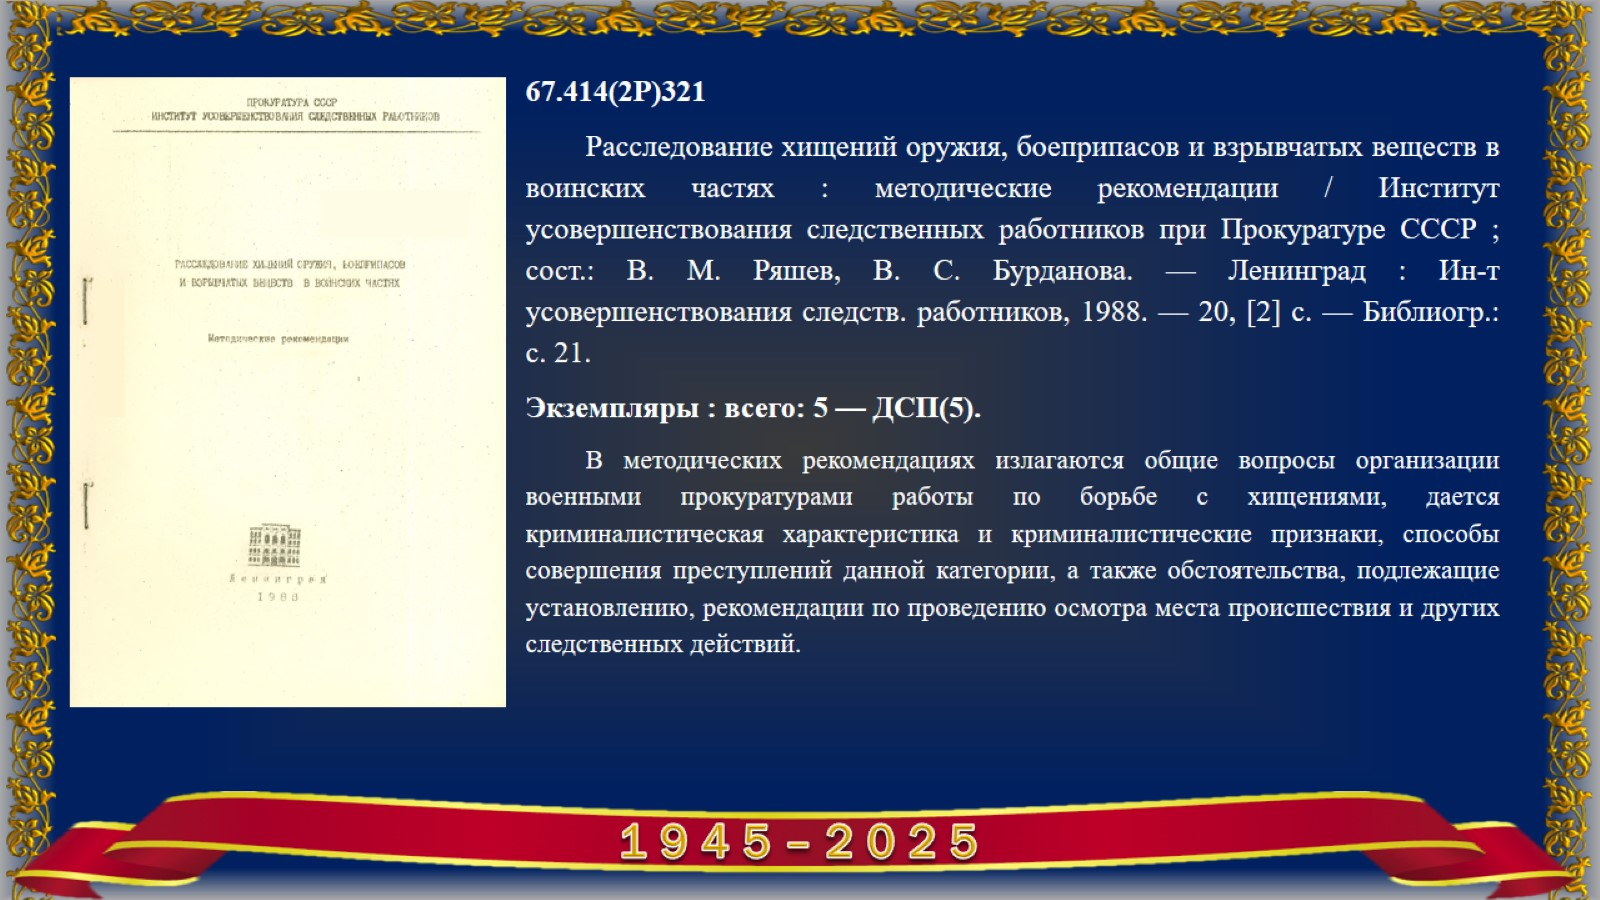 ПРОКУРАТУРА СССР
ИНСТИТУТ УСОВЕРШЕНСТВОВАНИЯ СЛЕДСТВЕННЫХ РАБОТНИКОВ
РАССЛЕДОВАНИЕ ХИЩЕНИЙ ОРУЖИЯ, БОЕПРИПАСОВ
И ВЗРЫВЧАТЫХ ВЕЩЕСТВ В ВОИНСКИХ ЧАСТЯХ
Методические рекомендации
Ленинград
1988
67.414(2Р)321
Расследование хищений оружия, боеприпасов и взрывчатых веществ в
воинских частях : методические рекомендации / Институт
усовершенствования следственных работников при Прокуратуре СССР ;
сост.: В. М. Ряшев, В. С. Бурданова. — Ленинград : Ин-т
усовершенствования следств. работников, 1988. — 20, [2] с. — Библиогр.:
с. 21.
Экземпляры : всего: 5 — ДСП(5).
В методических рекомендациях излагаются общие вопросы организации
военными прокуратурами работы по борьбе с хищениями, дается
криминалистическая характеристика и криминалистические признаки, способы
совершения преступлений данной категории, а также обстоятельства, подлежащие
установлению, рекомендации по проведению осмотра места происшествия и других
следственных действий.
1945–2025